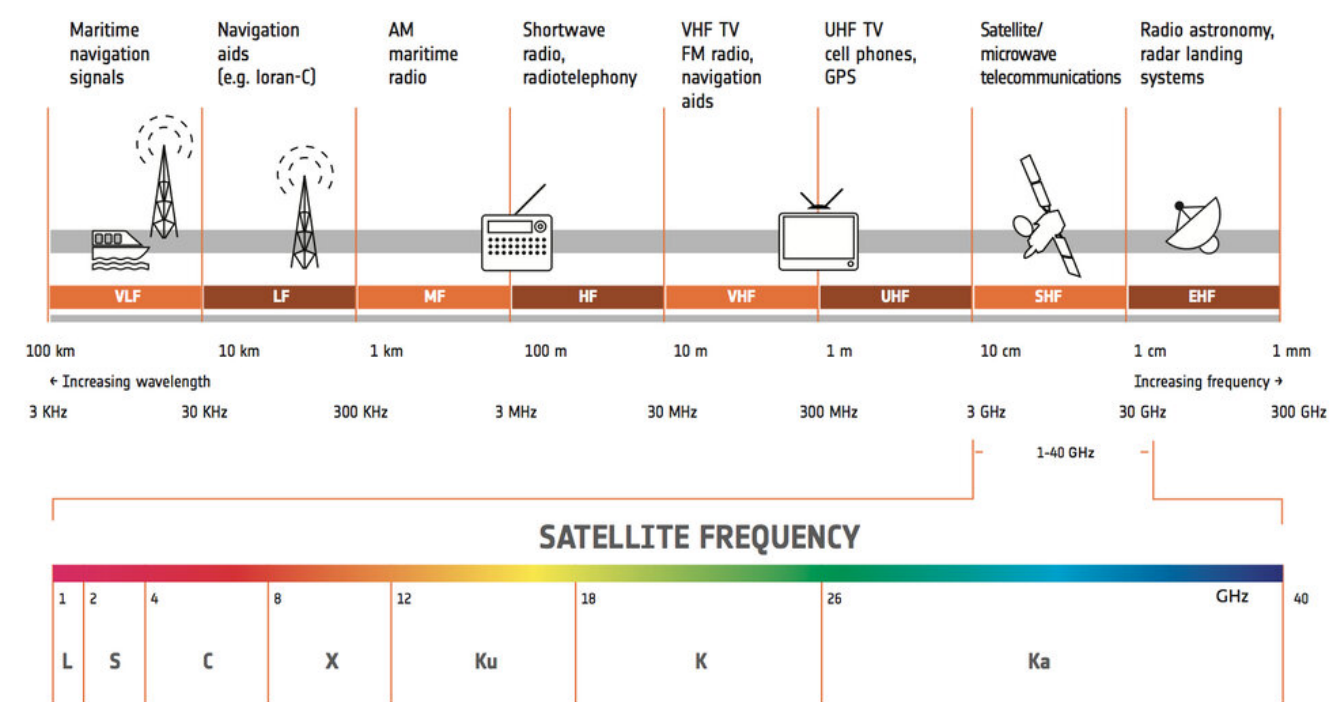 Maritime
navigation
signals
Navigation
aids
(e.g. loran-C)
AM
maritime
radio
Shortwave
radio,
radiotelephony
VHF TV
FM radio,
navigation
aids
UHF TV
cell phones,
GPS
Satellite/
microwave
telecommunications
Radio astronomy,
radar landing
systems
VLF LF MF HF VHF UHF SHF EHF
100 km 10 km 1 km 100 m 10 m 1 m 10 cm 1 cm 1 mm
← Increasing wavelength Increasing frequency →
3 KHz 30 KHz 300 KHz 3 MHz 30 MHz 300 MHz 3 GHz 30 GHz 300 GHz
1-40 GHz
SATELLITE FREQUENCY
1 2 4 8 12 18 26 GHz 40
L S C X Ku K Ka